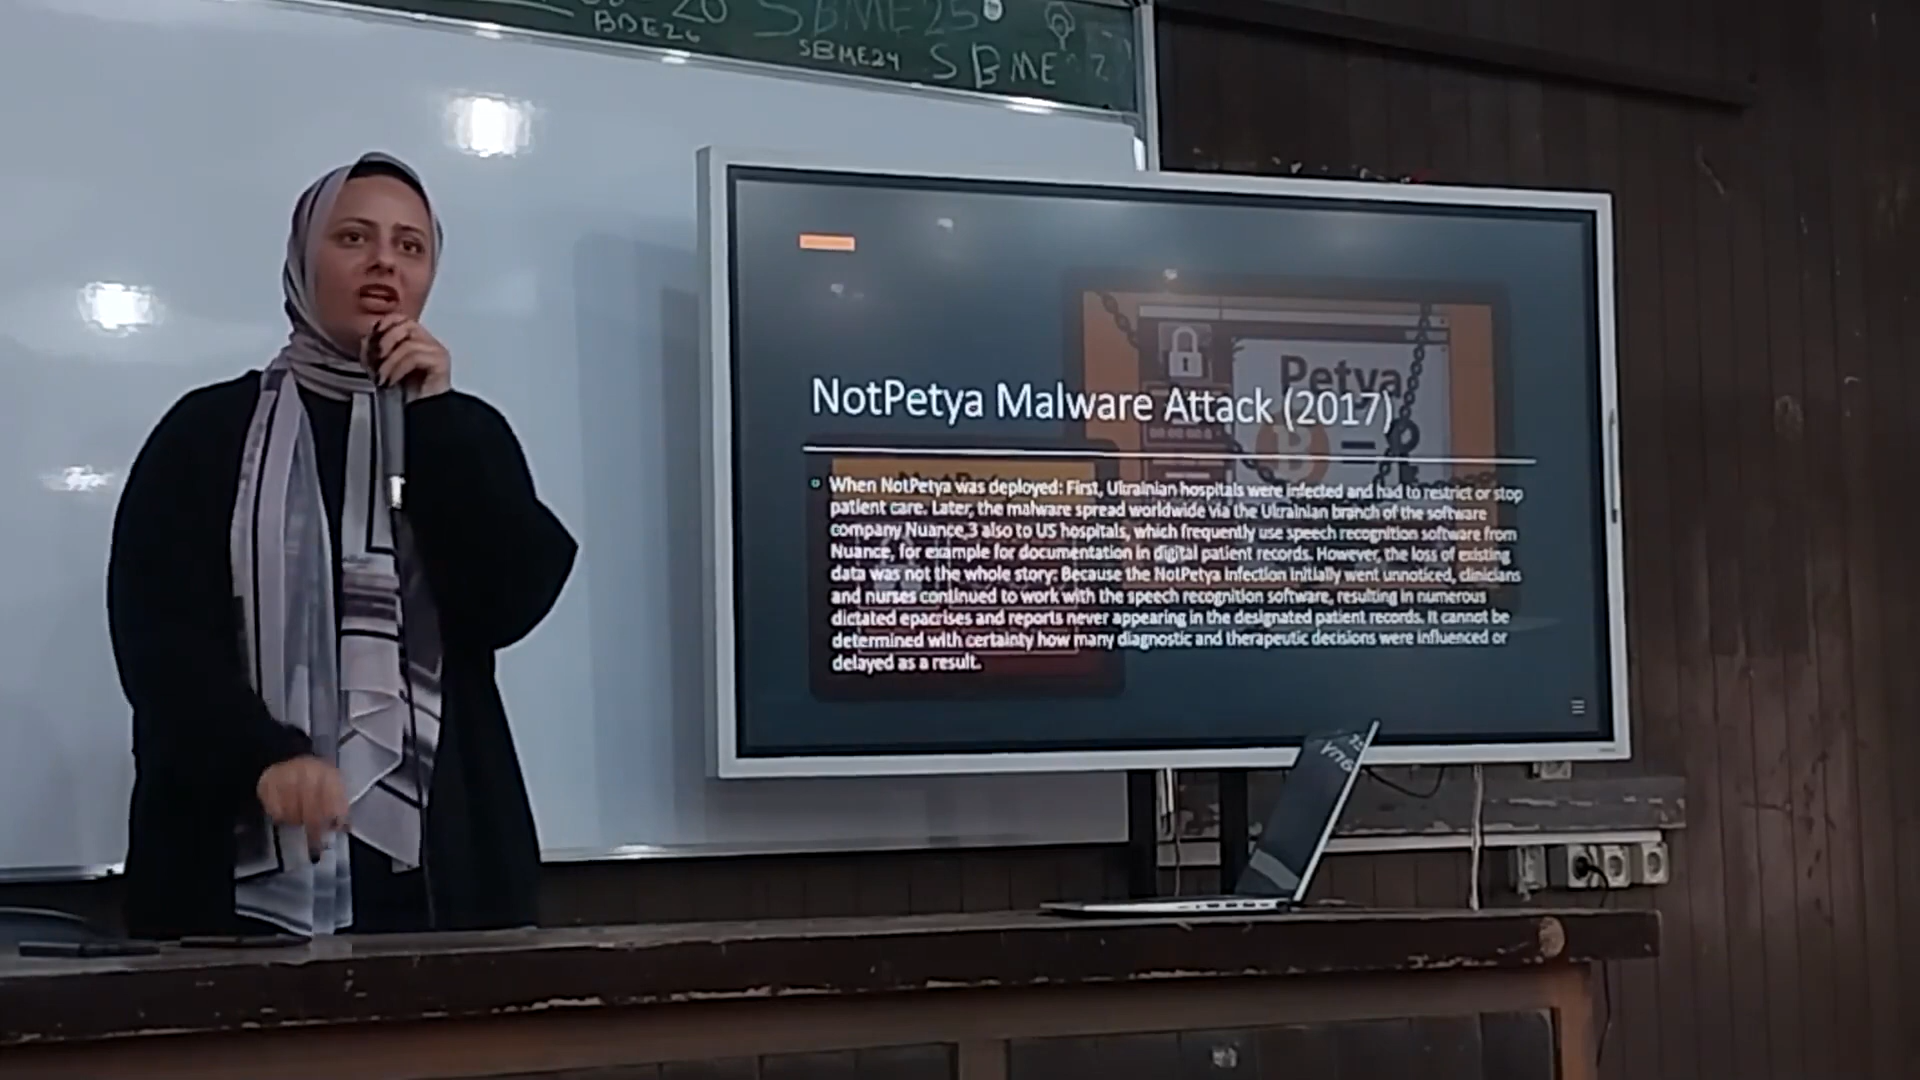 20
SBME25
BDE26
SBME24
SBME
Petya
NotPetya Malware Attack (2017)
When NotPetya was deployed: First, Ukrainian hospitals were infected and had to restrict or stop
patient care. Later, the malware spread worldwide via the Ukrainian branch of the software
company Nuance,3 also to US hospitals, which frequently use speech recognition software from
Nuance, for example for documentation in digital patient records. However, the loss of existing
data was not the whole story: Because the NotPetya infection initially went unnoticed, clinicians
and nurses continued to work with the speech recognition software, resulting in numerous
dictated epacrises and reports never appearing in the designated patient records. It cannot be
determined with certainty how many diagnostic and therapeutic decisions were influenced or
delayed as a result.